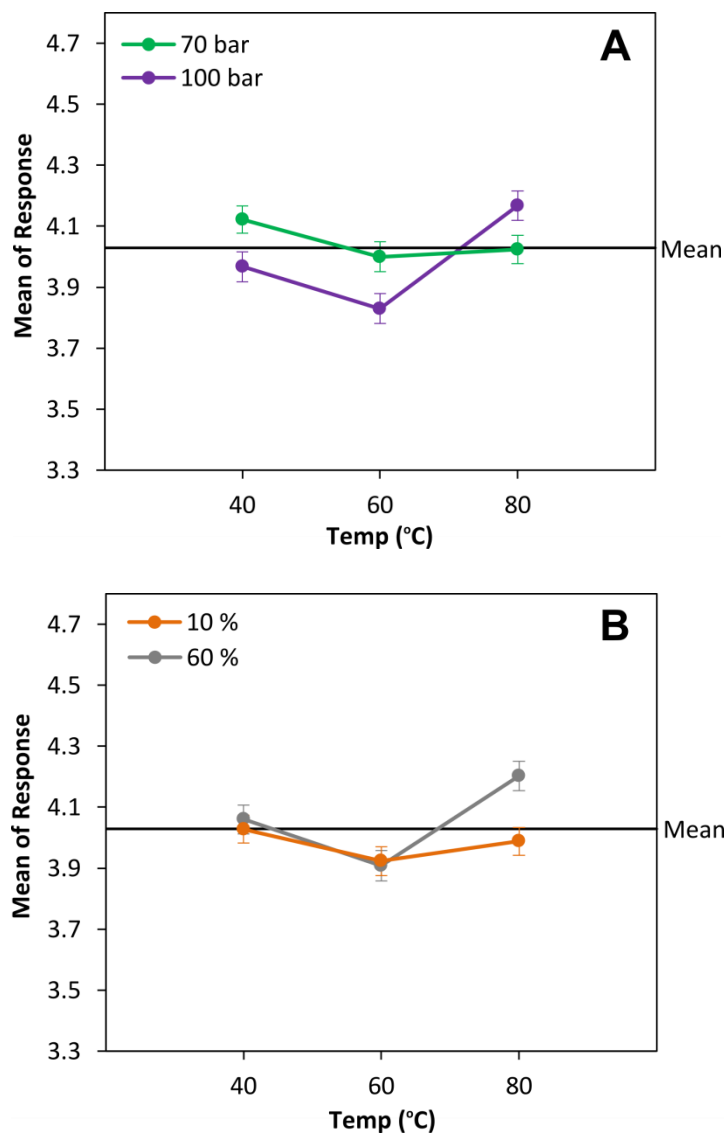 A
70 bar
100 bar
4.7
4.5
4.3
4.1
3.9
3.7
3.5
3.3
Mean of Response
Mean
40 60 80
Temp (°C)
B
10 %
60 %
4.7
4.5
4.3
4.1
3.9
3.7
3.5
3.3
Mean of Response
Mean
40 60 80
Temp (°C)